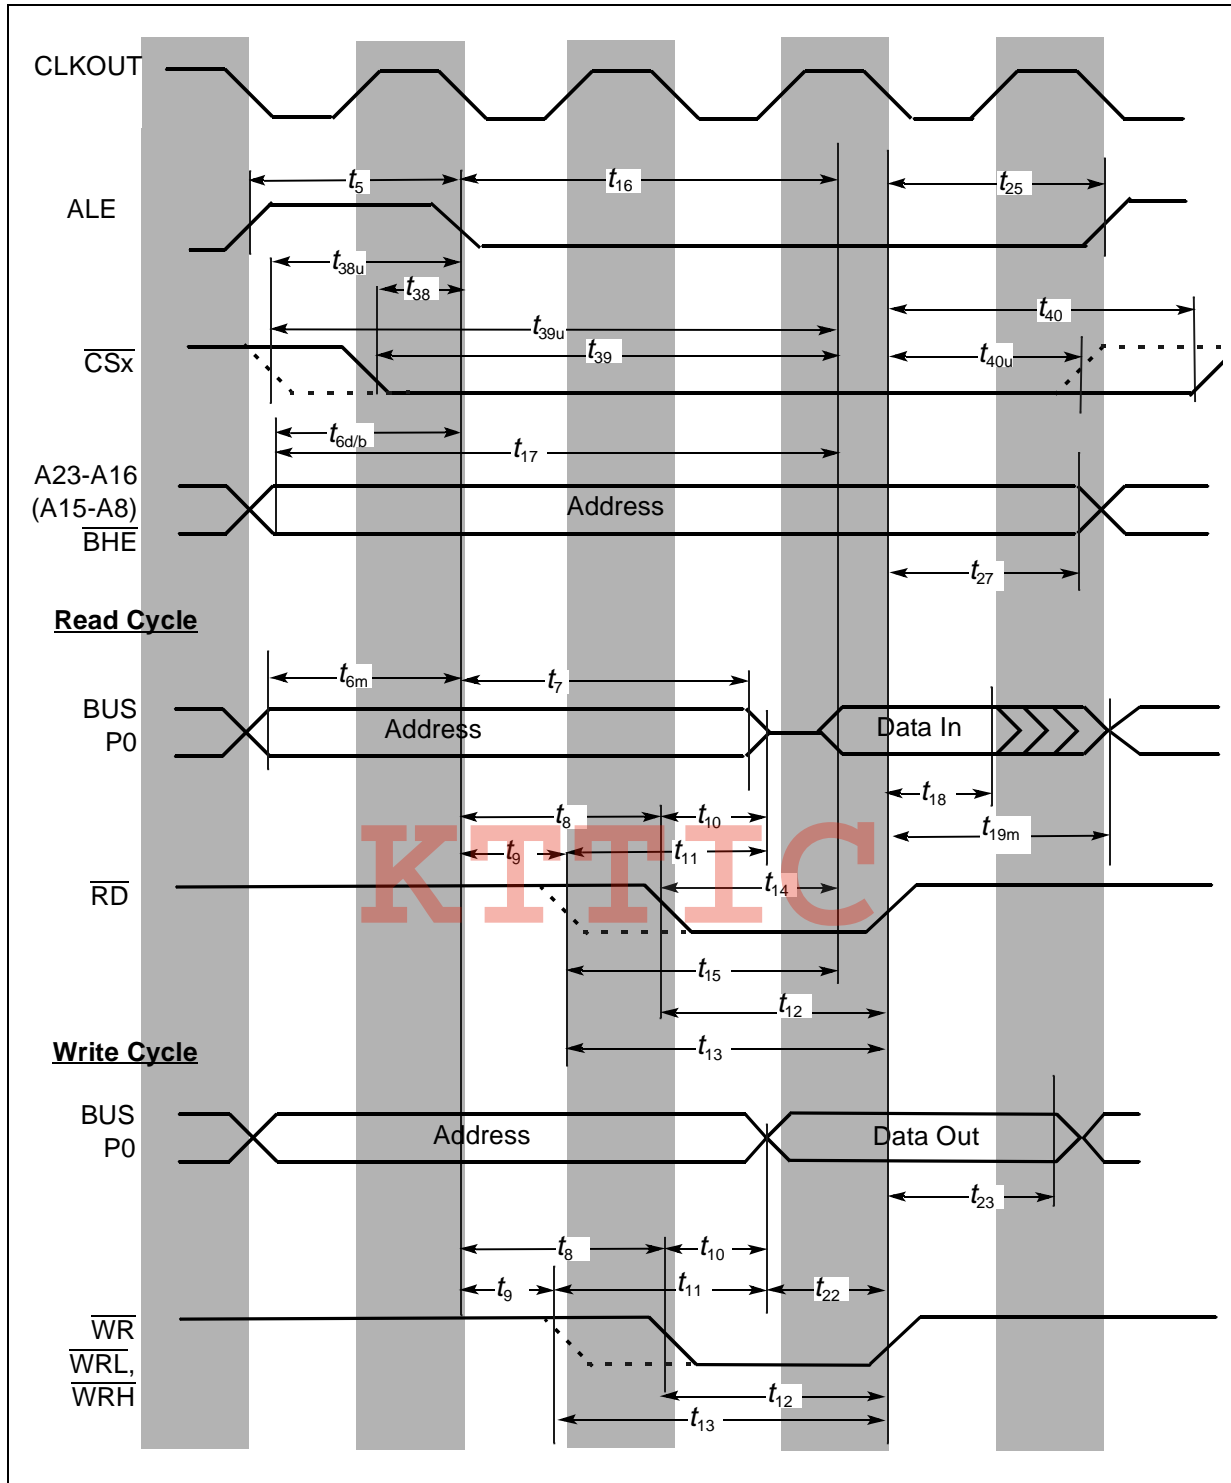 CLKOUT
t5 t16 t25
ALE
t38u
t38
t39u t40
CSx t39 t40u
t6d/b t17
A23-A16
(A15-A8) Address
BHE
t27
Read Cycle
t6m t7
BUS
P0 Address Data In
t18
t8 t10 t19m
t9 t11
KTTIC
RD t14
t15
t12
Write Cycle t13
BUS
P0 Address Data Out
t23
t8 t10
t9 t11 t22
WR
WRL,
WRH t12
t13